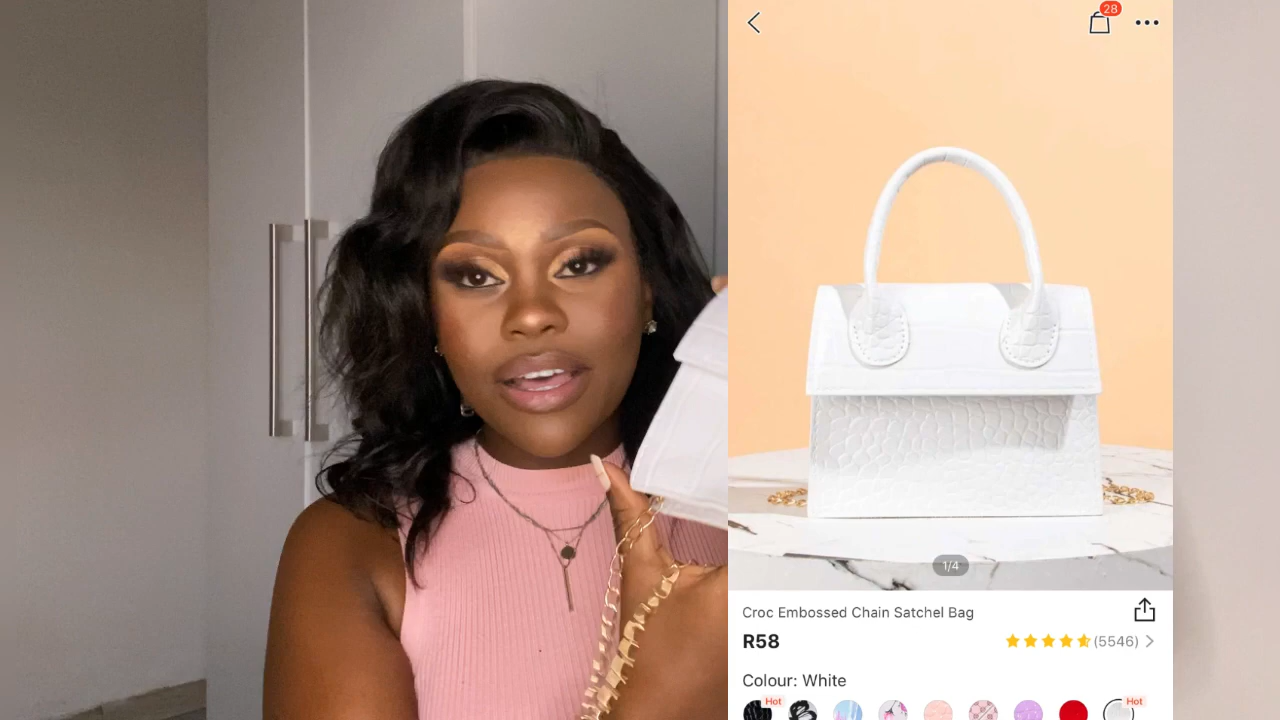 28
1/4
Croc Embossed Chain Satchel Bag
R58
(5546)
Colour: White
Hot
Hot